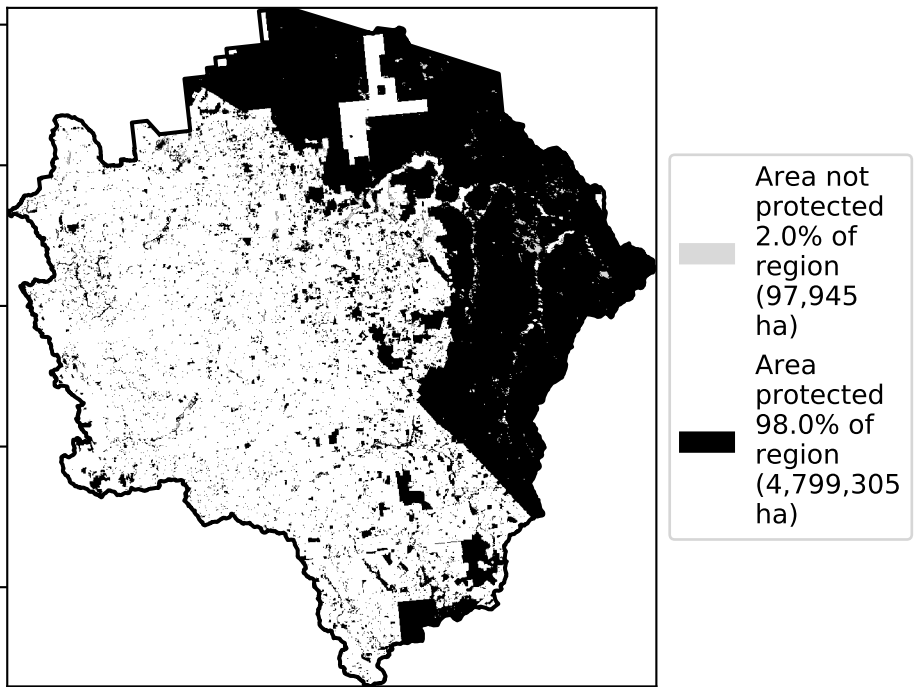 Area not
protected
2.0% of
region
(97,945
ha)
Area
protected
98.0% of
region
(4,799,305
ha)